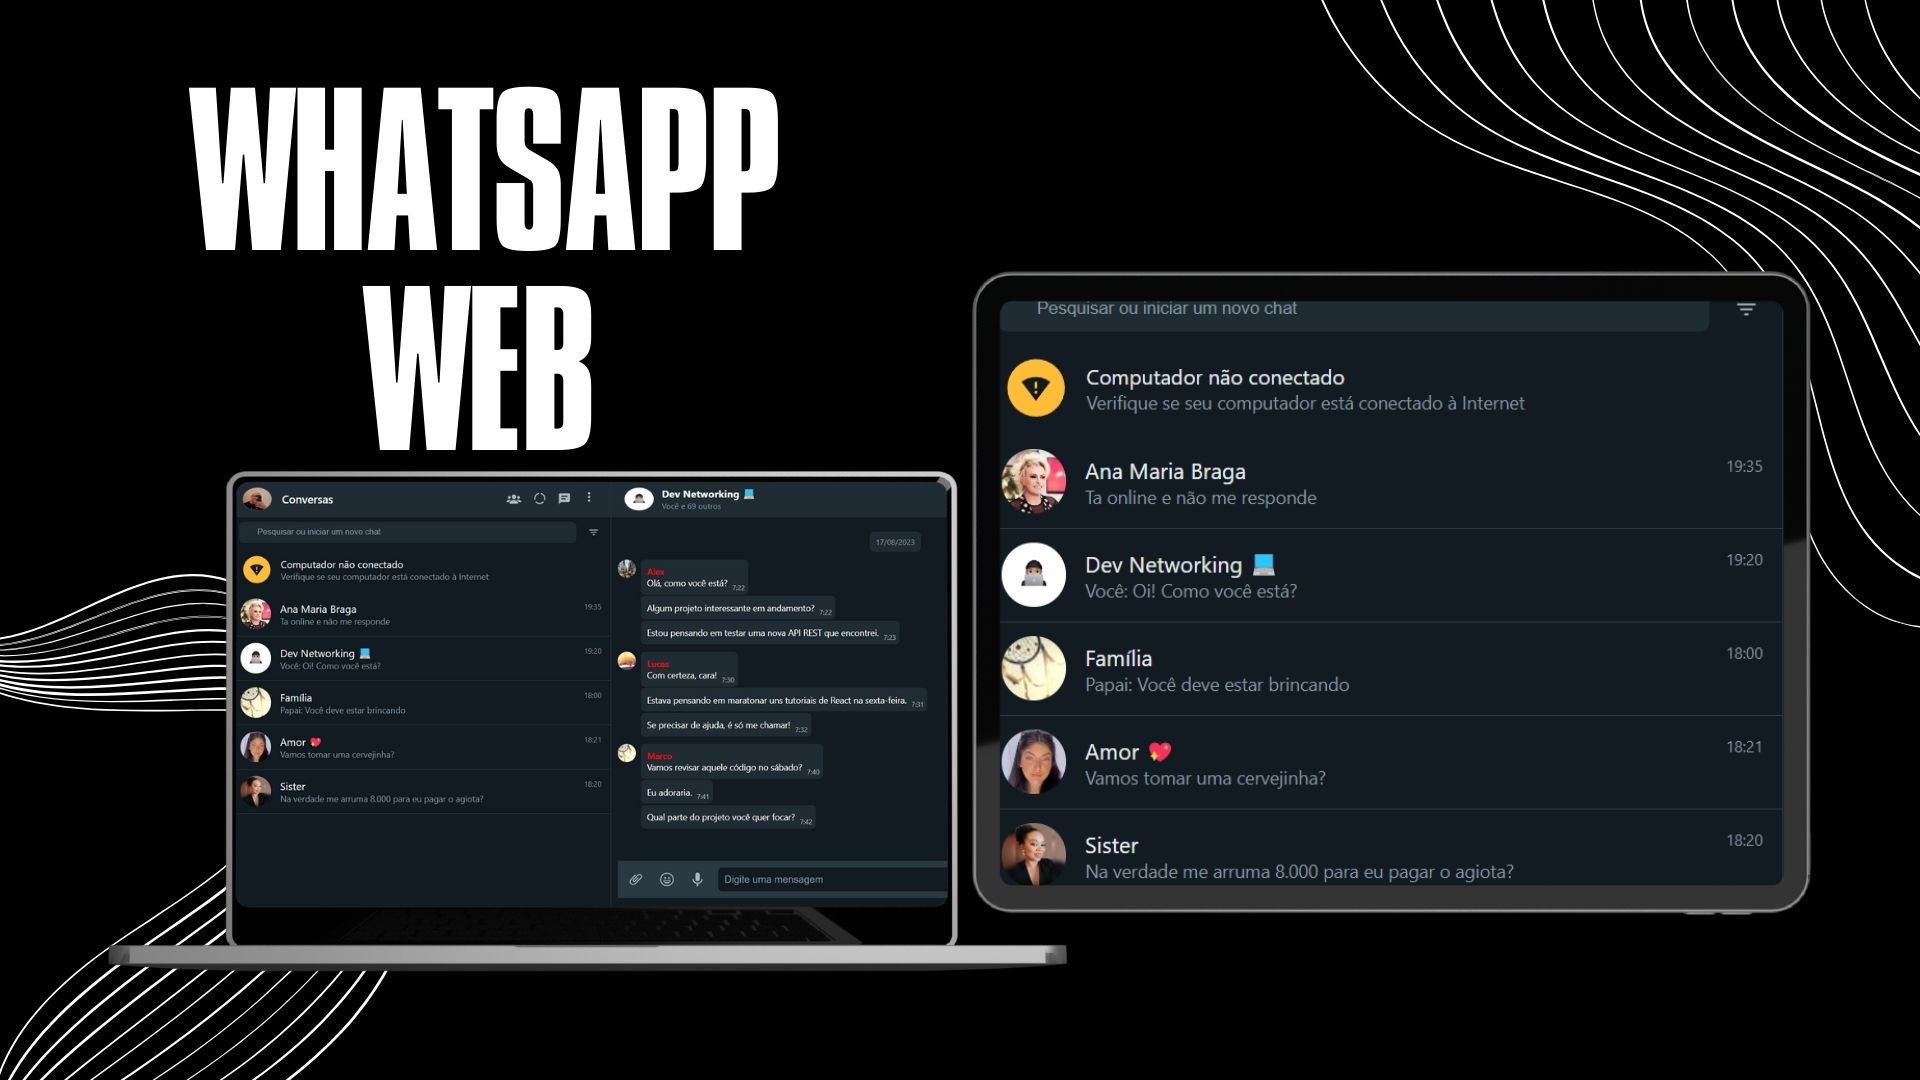 WHATSAPP
WEB
Conversas
Pesquisar ou iniciar um novo chat
Computador não conectado
Verifique se seu computador está conectado à Internet
Ana Maria Braga
19:35
Ta online e não me responde
Dev Networking
19:20
Você: Oi! Como você está?
Família
18:00
Papai: Você deve estar brincando
Amor
18:21
Vamos tomar uma cervejinha?
Sister
18:20
Na verdade me arruma 8.000 para eu pagar o agiota?
Dev Networking
Você e 69 outros
17/08/2023
Alex
Olá, como você está? 7:22
Algum projeto interessante em andamento? 7:22
Estou pensando em testar uma nova API REST que encontrei. 7:23
Lucas
Com certeza, cara! 7:30
Estava pensando em maratonar uns tutoriais de React na sexta-feira. 7:31
Se precisar de ajuda, é só me chamar! 7:32
Marco
Vamos revisar aquele código no sábado? 7:40
Eu adoraria. 7:41
Qual parte do projeto você quer focar? 7:42
Digite uma mensagem
Pesquisar ou iniciar um novo chat
Computador não conectado
Verifique se seu computador está conectado à Internet
Ana Maria Braga
19:35
Ta online e não me responde
Dev Networking
19:20
Você: Oi! Como você está?
Família
18:00
Papai: Você deve estar brincando
Amor
18:21
Vamos tomar uma cervejinha?
Sister
18:20
Na verdade me arruma 8.000 para eu pagar o agiota?